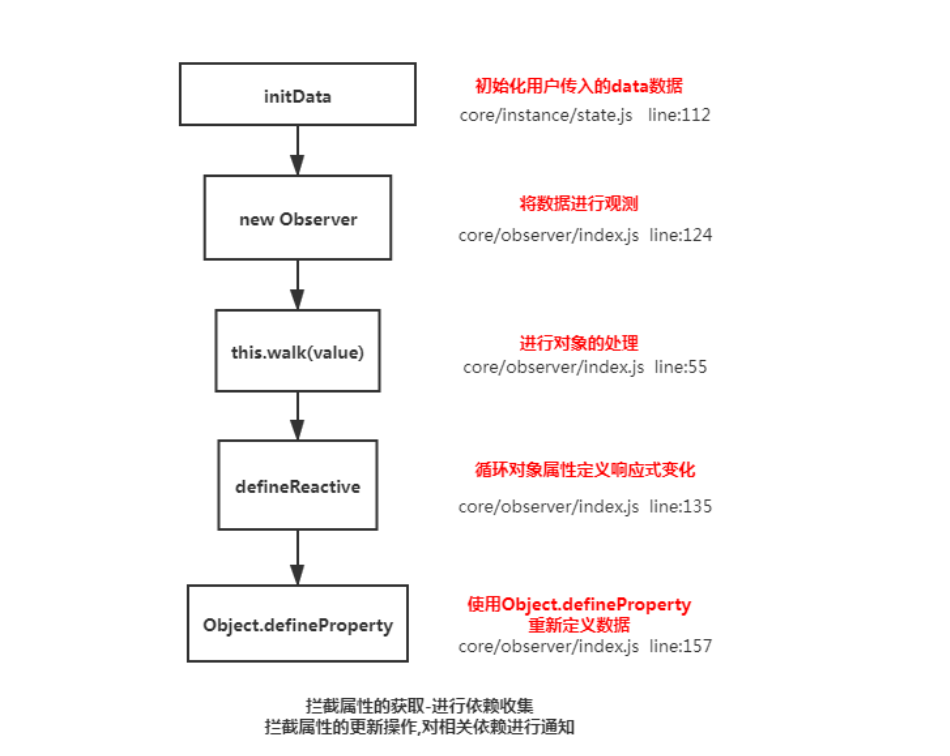 initData
初始化用户传入的data数据
core/instance/state.js line:112
new Observer
将数据进行观测
core/observer/index.js line:124
this.walk(value)
进行对象的处理
core/observer/index.js line:55
defineReactive
循环对象属性定义响应式变化
core/observer/index.js line:135
Object.defineProperty
使用Object.defineProperty
重新定义数据
core/observer/index.js line:157
拦截属性的获取-进行依赖收集
拦截属性的更新操作,对相关依赖进行通知